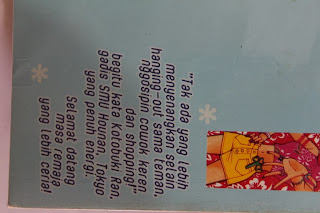 "Tak ada yang lebih
menyenangkan selain
hanging-out sama teman,
nggosipin cowok keren
dan shopping!"
begitu kata Kotobuki Ran,
gadis SMU Hounan, Tokyo
yang penuh energi.
Selamat datang
masa remaja
yang lebih ceria!